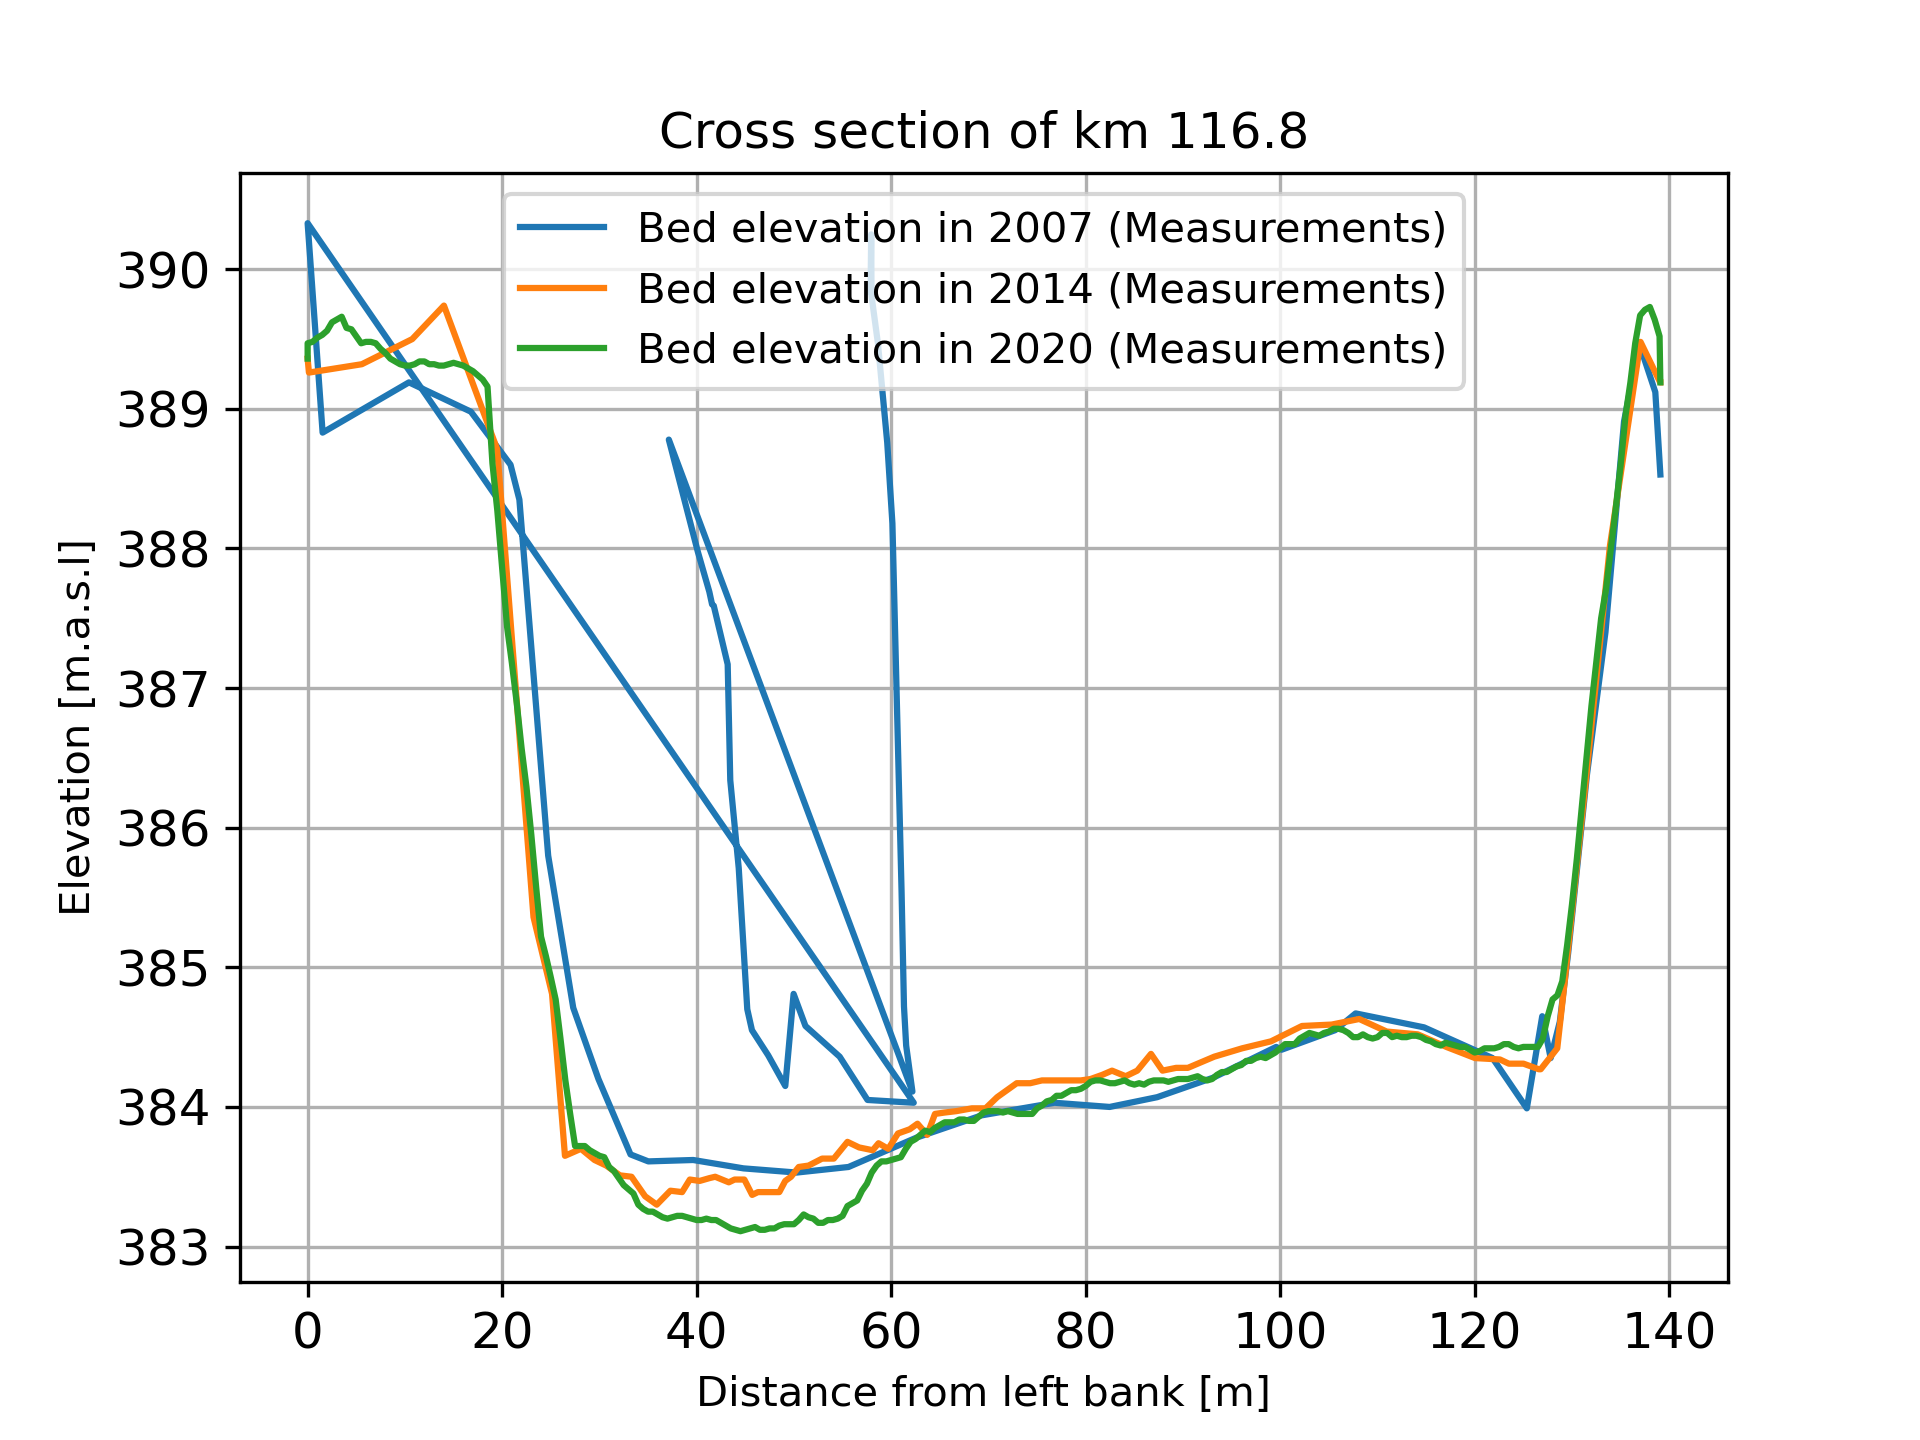 Cross section of km 116.8
Bed elevation in 2007 (Measurements)
Bed elevation in 2014 (Measurements)
Bed elevation in 2020 (Measurements)
Elevation [m.a.s.l]
390
389
388
387
386
385
384
383
0 20 40 60 80 100 120 140
Distance from left bank [m]